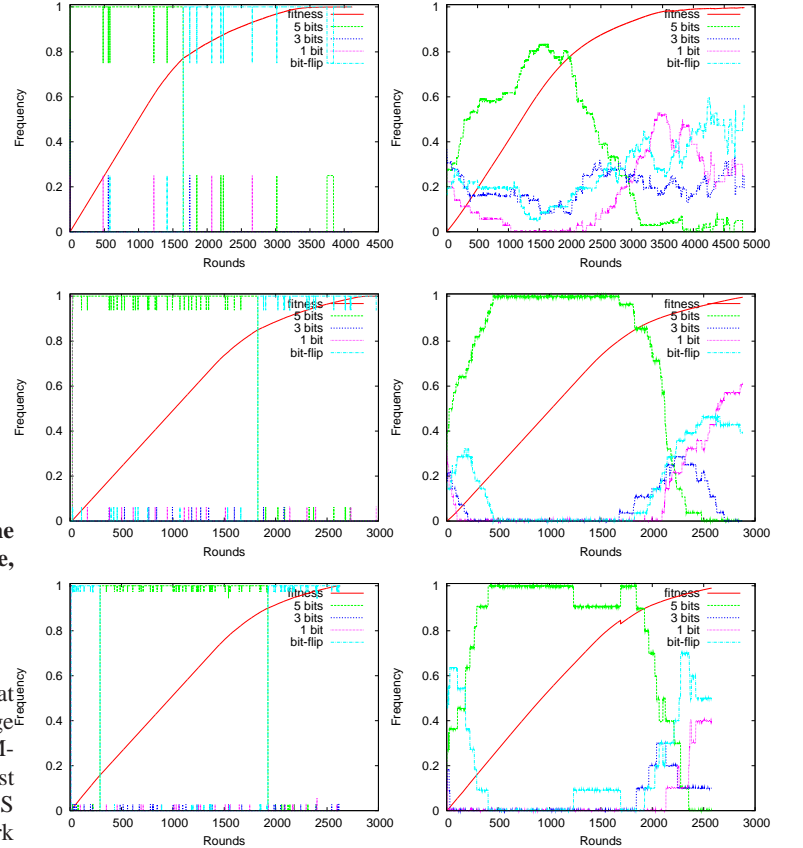 1
0.8
0.6
0.4
0.2
0
0 500 1000 1500 2000 2500 3000 3500 4000 4500
Frequency
Rounds
fitness
5 bits
3 bits
1 bit
bit-flip
1
0.8
0.6
0.4
0.2
0
0 500 1000 1500 2000 2500 3000 3500 4000 4500 5000
Frequency
Rounds
fitness
5 bits
3 bits
1 bit
bit-flip
1
0.8
0.6
0.4
0.2
0
0 500 1000 1500 2000 2500 3000
Frequency
Rounds
fitness
5 bits
3 bits
1 bit
bit-flip
1
0.8
0.6
0.4
0.2
0
0 500 1000 1500 2000 2500 3000
Frequency
Rounds
fitness
5 bits
3 bits
1 bit
bit-flip
ne
e,
1
0.8
0.6
0.4
0.2
0
0 500 1000 1500 2000 2500 3000
Frequency
Rounds
fitness
5 bits
3 bits
1 bit
bit-flip
1
0.8
0.6
0.4
0.2
0
0 500 1000 1500 2000 2500 3000
Frequency
Rounds
fitness
5 bits
3 bits
1 bit
bit-flip
at
ge
M-
st
S
rk